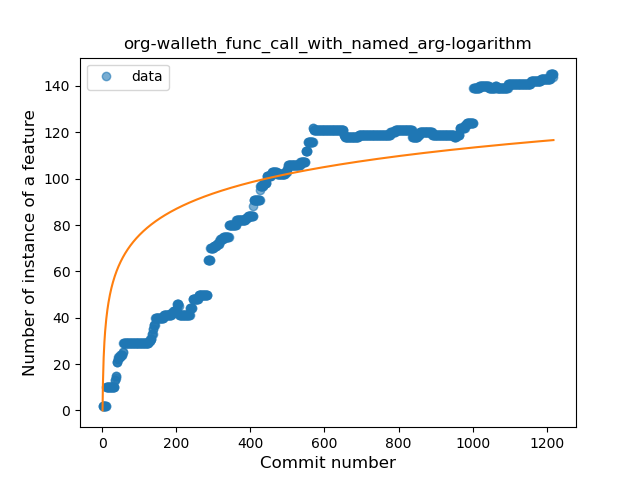 org-walleth_func_call_with_named_arg-logarithm
data
Number of instance of a feature
140
120
100
80
60
40
20
0
0 200 400 600 800 1000 1200
Commit number